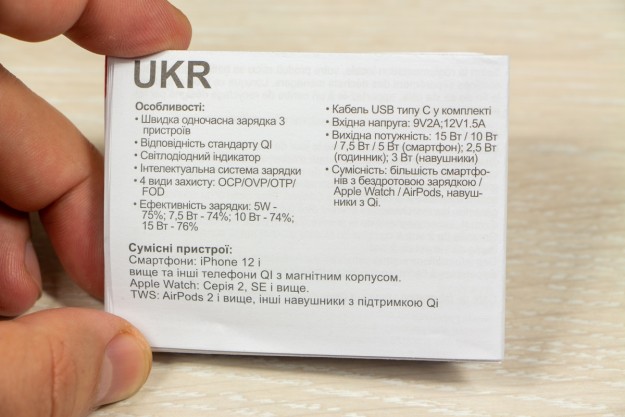 UKR
Особливості:
• Швидка одночасна зарядка 3
пристроїв
• Відповідність стандарту QI
• Світлодіодний індикатор
• Інтелектуальна система зарядки
• 4 види захисту: OCP/OVP/OTP/
FOD
• Ефективність зарядки: 5W -
75%; 7,5 Вт - 74%; 10 Вт - 74%;
15 Вт - 76%
• Кабель USB типу C у комплекті
• Вхідна напруга: 9V2A;12V1.5A
• Вихідна потужність: 15 Вт / 10 Вт
/ 7,5 Вт / 5 Вт (смартфон); 2,5 Вт
(годинник); 3 Вт (навушники)
• Сумісність: більшість смартфо-
нів з бездротовою зарядкою /
Apple Watch / AirPods, навуш-
ники з Qi.
Сумісні пристрої:
Смартфони: iPhone 12 і
вище та інші телефони QI з магнітним корпусом.
Apple Watch: Серія 2, SE і вище.
TWS: AirPods 2 і вище, інші навушники з підтримкою Qi